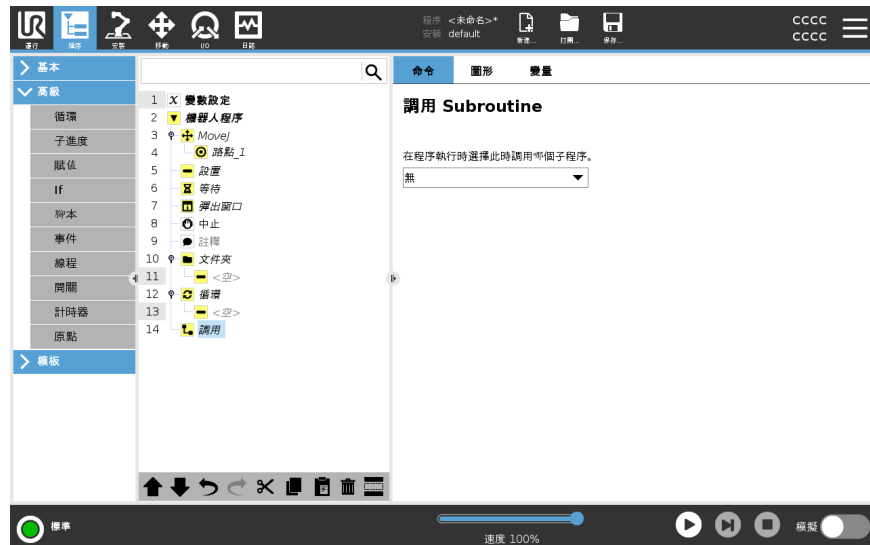 UR
運行
程序
安裝
移動
I/O
日誌
程序 <未命名>*
安裝 default
新建...
打開...
保存...
cccc
cccc
基本
高級
循環
子進度
賦值
If
腳本
事件
線程
開關
計時器
原點
模板
1 X 變數設定
2 機器人程序
3 MoveJ
4 路點_1
5 設置
6 等待
7 彈出窗口
8 中止
9 註釋
10 文件夾
11 <空>
12 循環
13 <空>
14 調用
命令
圖形
變量
調用 Subroutine
在程序執行時選擇此時調用哪個子程序。
無
標準
速度 100%
模擬